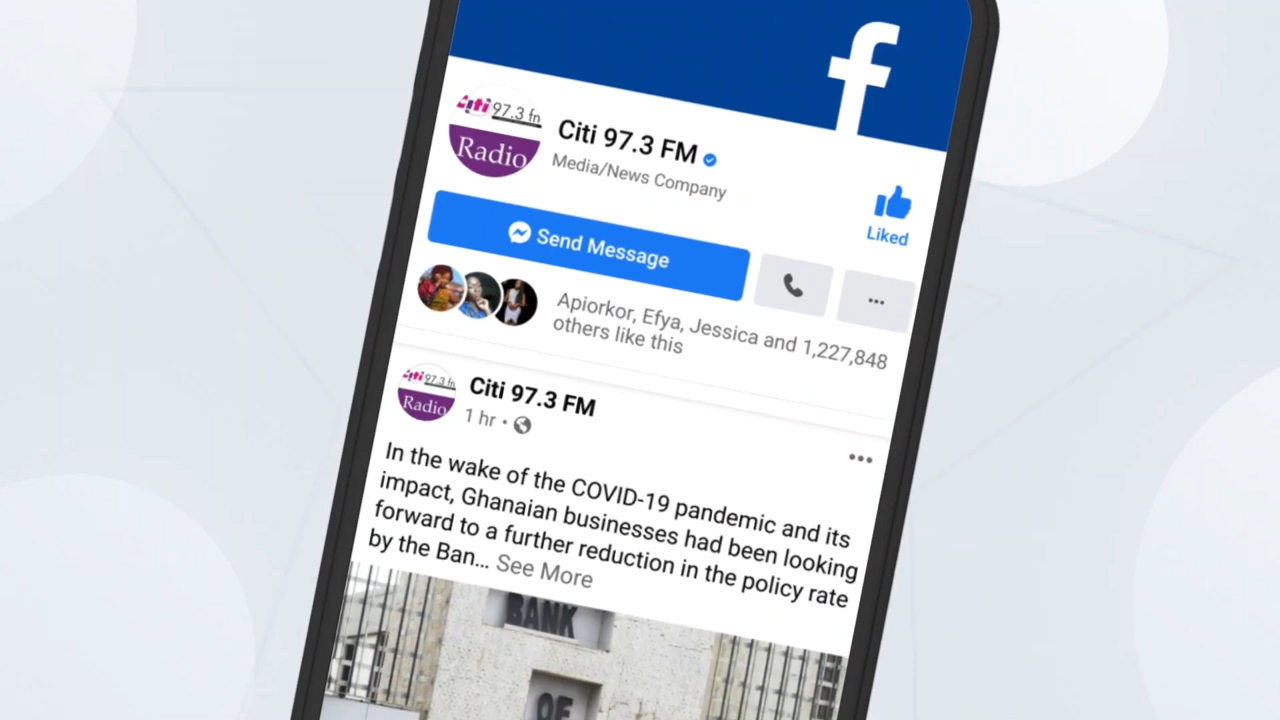 f
citi 97.3 fm
Radio
Citi 97.3 FM
Media/News Company
Liked
Send Message
Apiorkor, Efya, Jessica and 1,227,848
others like this
citi 97.3 fm
Radio
Citi 97.3 FM
1 hr •
In the wake of the COVID-19 pandemic and its
impact, Ghanaian businesses had been looking
forward to a further reduction in the policy rate
by the Ban... See More
BANK
OF